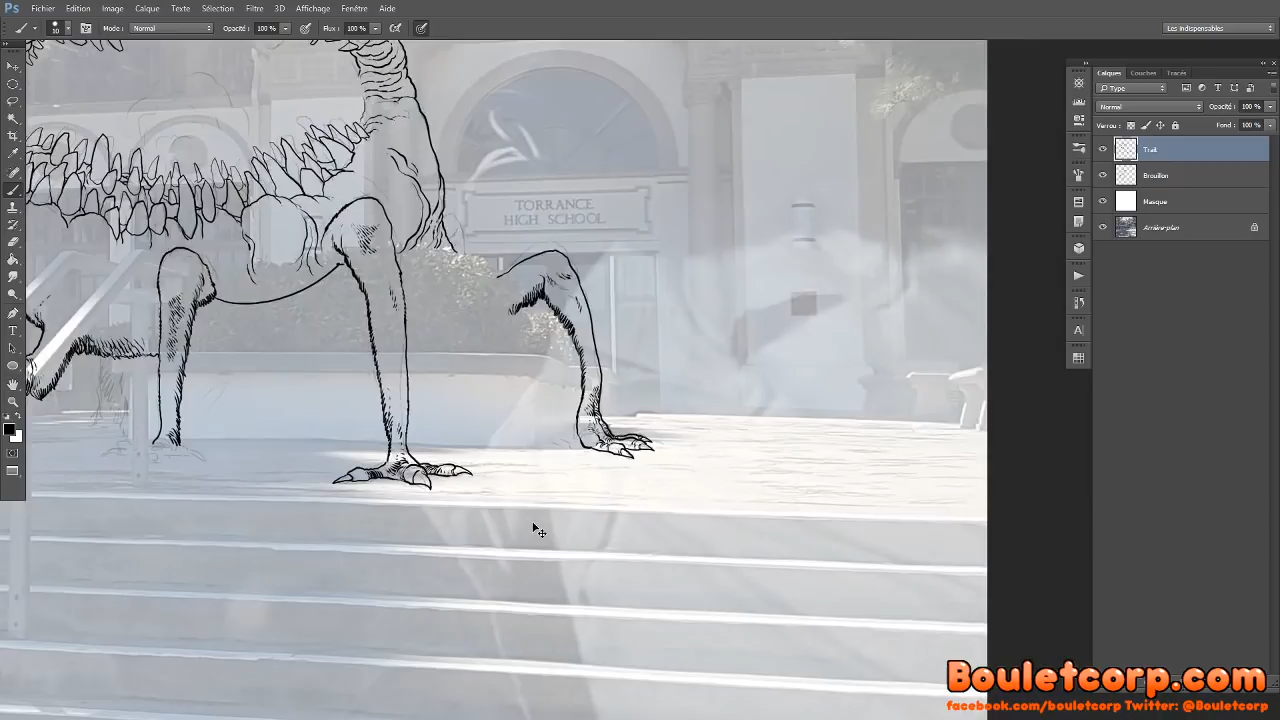 Ps Fichier Edition Image Calque Texte Sélection Filtre 3D Affichage Fenêtre Aide
10 Mode : Normal Opacité : 100 % Flux : 100 % Les indispensables
Calques Couches Tracés
Type
Normal Opacité : 100 %
Verrou : Fond : 100 %
Trait
Brouillon
Masque
Arrière-plan
TORRANCE
HIGH SCHOOL
Bouletcorp.com
facebook.com/bouletcorp Twitter: @Bouletcorp